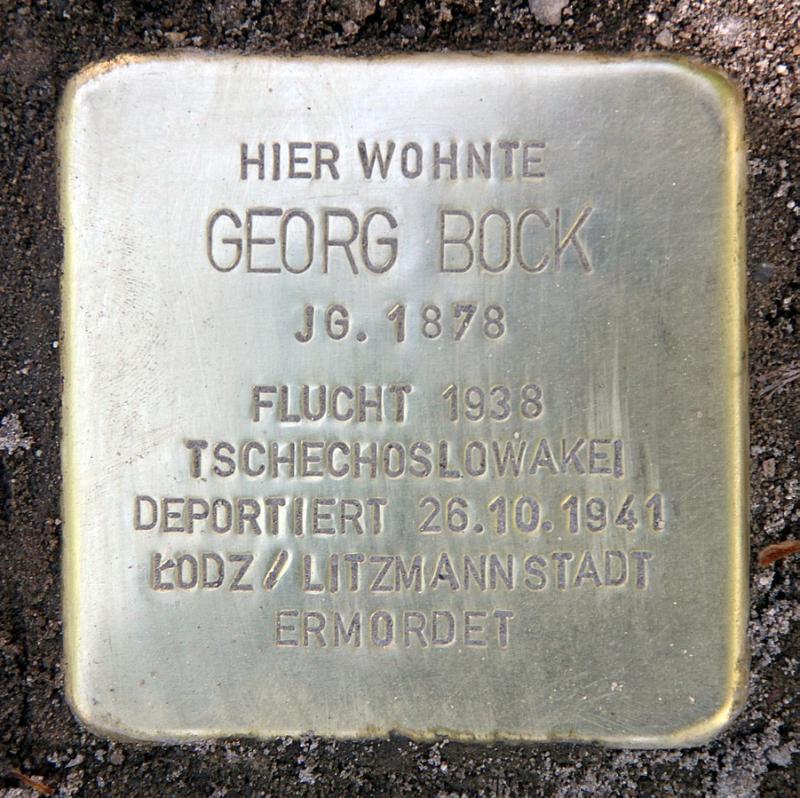 HIER WOHNTE
GEORG BOCK
JG. 1878
FLUCHT 1938
TSCHECHOSLOWAKEI
DEPORTIERT 26.10.1941
ŁODZ / LITZMANNSTADT
ERMORDET